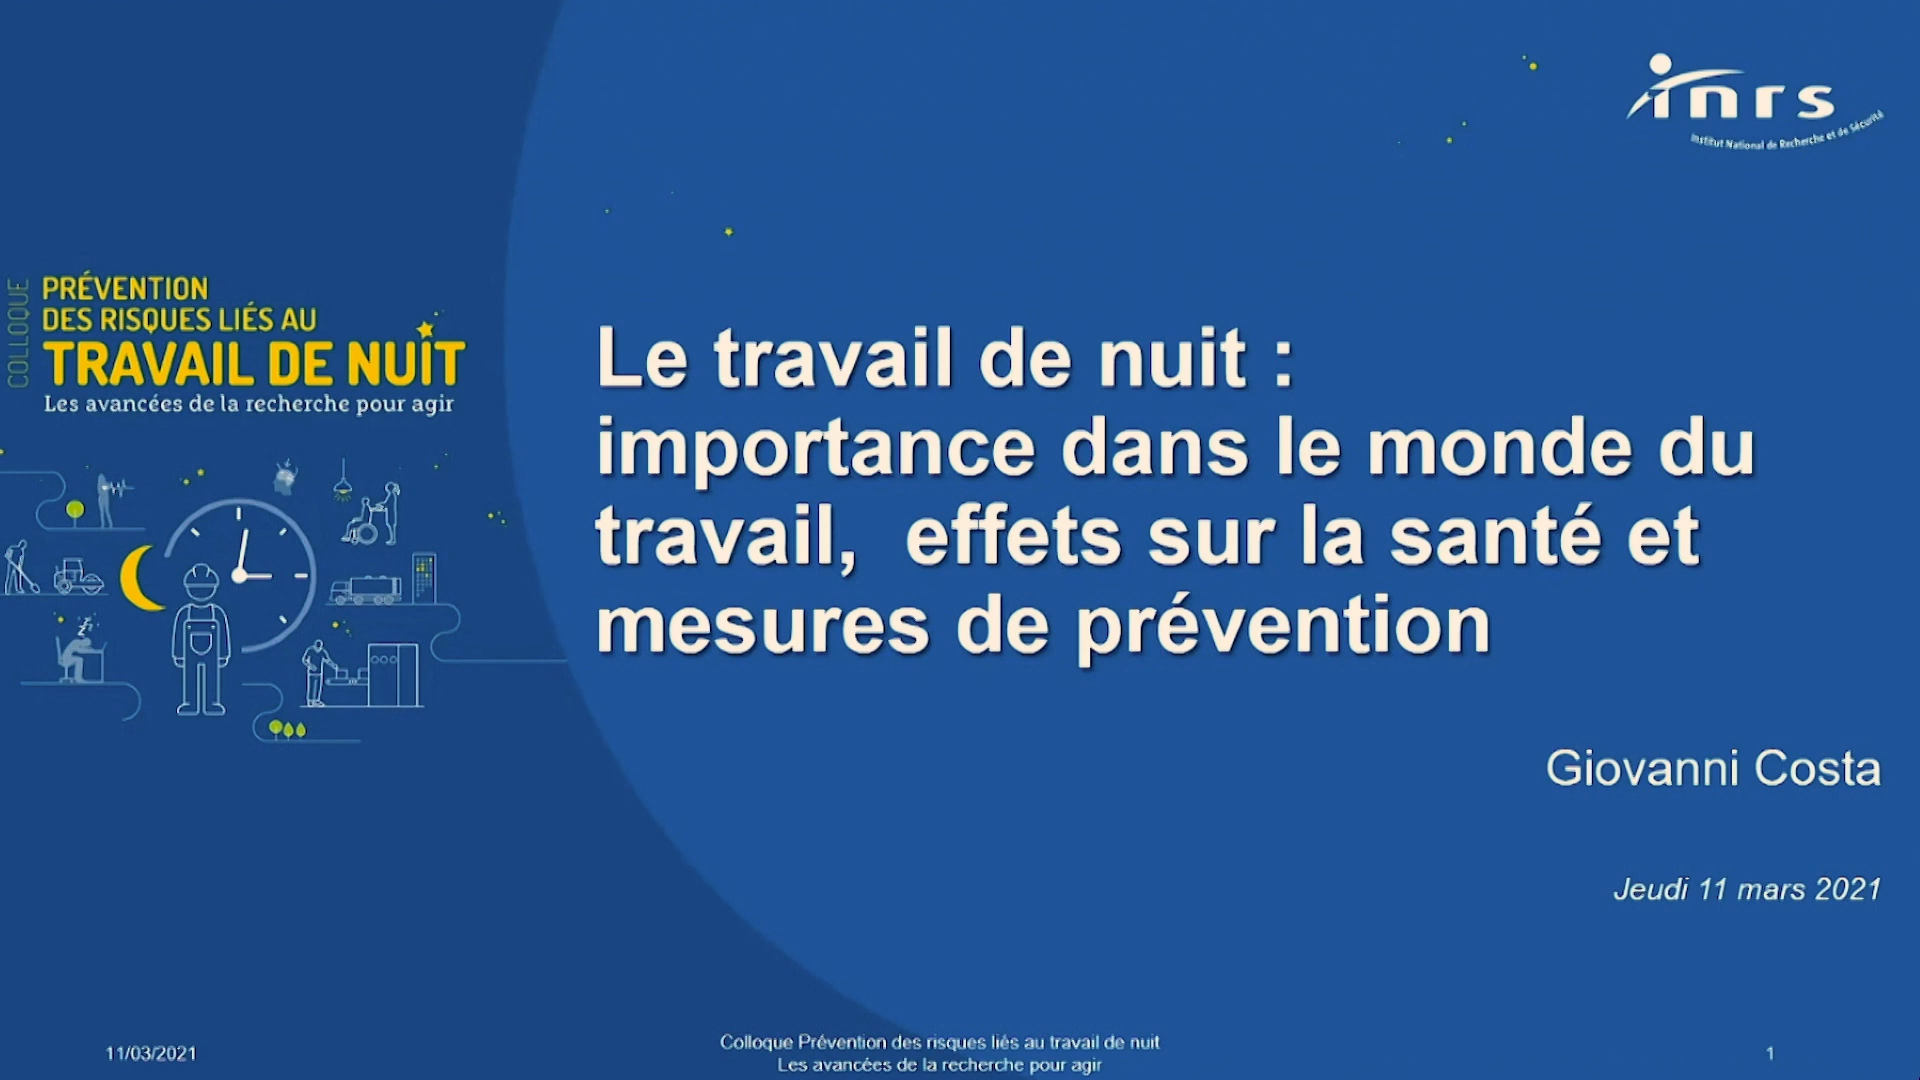 inrs
Institut National de Recherche et de Sécurité
COLLOQUE
PRÉVENTION
DES RISQUES LIÉS AU
TRAVAIL DE NUIT
Les avancées de la recherche pour agir
Le travail de nuit :
importance dans le monde du
travail,  effets sur la santé et
mesures de prévention
Giovanni Costa
Jeudi 11 mars 2021
11/03/2021
Colloque Prévention des risques liés au travail de nuit
Les avancées de la recherche pour agir
1